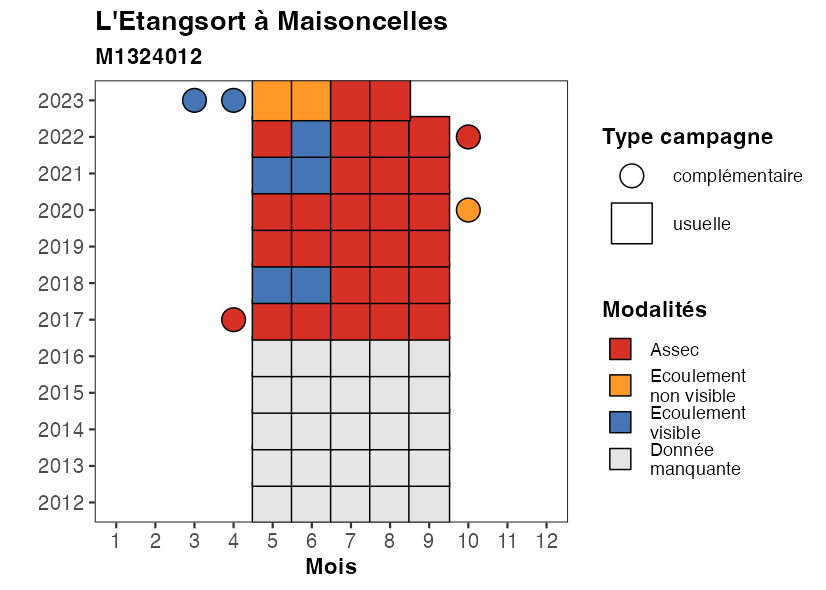 L'Etangsort à Maisoncelles
M1324012
2023
2022
2021
2020
2019
2018
2017
2016
2015
2014
2013
2012
1 2 3 4 5 6 7 8 9 10 11 12
Mois
Type campagne
complémentaire
usuelle
Modalités
Assec
Ecoulement
non visible
Ecoulement
visible
Donnée
manquante